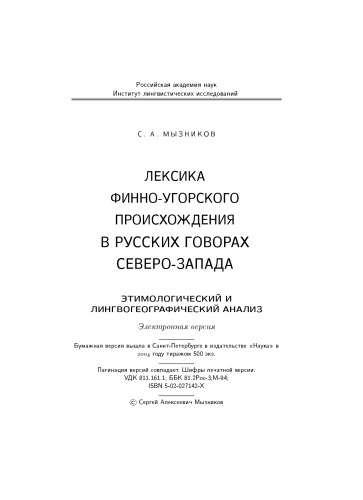 Российская академия наук
Институт лингвистических исследований
С. А. МЫЗНИКОВ
ЛЕКСИКА
ФИННО-УГОРСКОГО
ПРОИСХОЖДЕНИЯ
В РУССКИХ ГОВОРАХ
СЕВЕРО-ЗАПАДА
ЭТИМОЛОГИЧЕСКИЙ И
ЛИНГВОГЕОГРАФИЧЕСКИЙ АНАЛИЗ
Электронная версия
Бумажная версия вышла в Санкт-Петербурге в издательстве «Наука» в
2004 году тиражом 500 экз.
Пагинация версий совпадает. Шифры печатной версии:
УДК 811.161.1; ББК 81.2Рос-3;М-94;
ISBN 5-02-027142-X
© Сергей Алексеевич Мызников